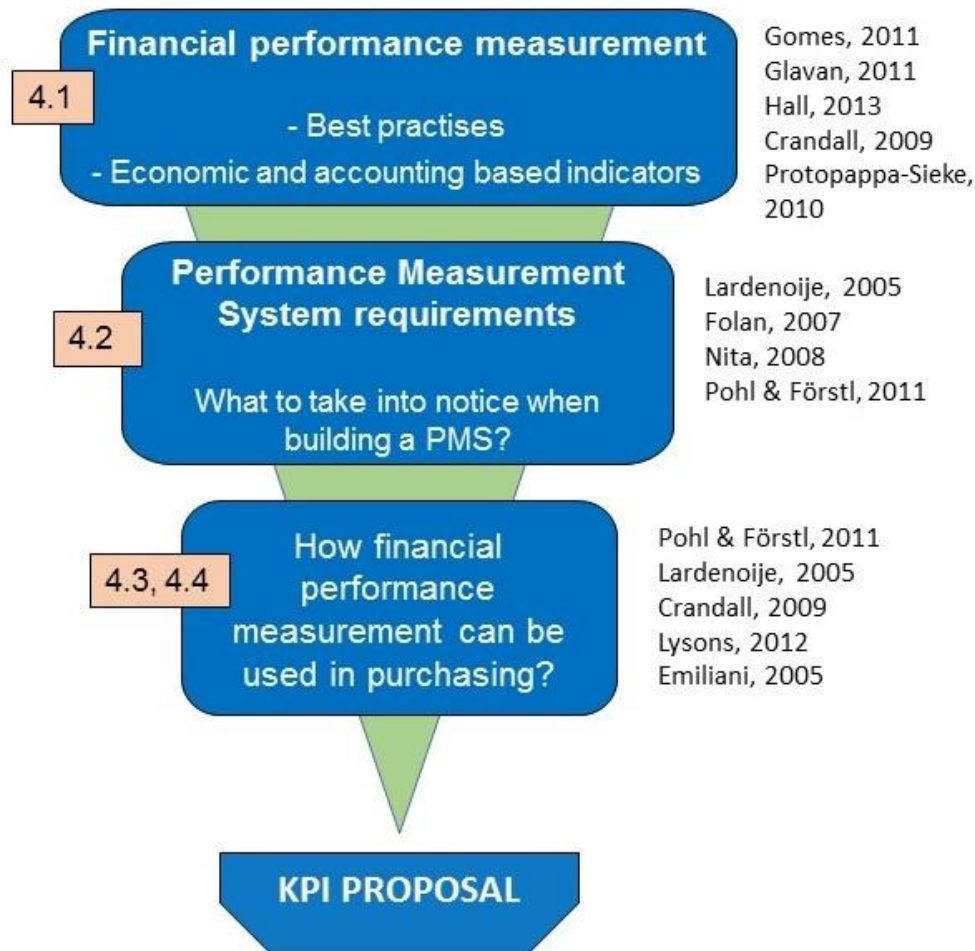 Financial performance measurement
4.1
- Best practises
- Economic and accounting based indicators
Gomes, 2011
Glavan, 2011
Hall, 2013
Crandall, 2009
Protopappa-Sieke,
2010
Performance Measurement
System requirements
4.2
What to take into notice when
building a PMS?
Lardenoije, 2005
Folan, 2007
Nita, 2008
Pohl & Förstl, 2011
How financial
performance
measurement can be
used in purchasing?
4.3, 4.4
Pohl & Förstl, 2011
Lardenoije, 2005
Crandall, 2009
Lysons, 2012
Emiliani, 2005
KPI PROPOSAL